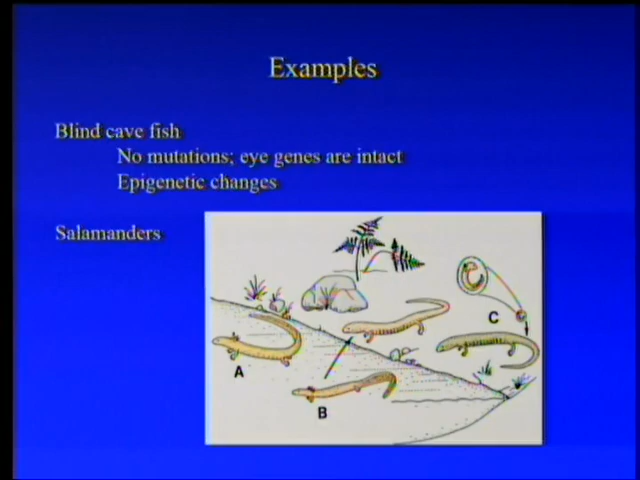 Examples
Blind cave fish
No mutations; eye genes are intact
Epigenetic changes
Salamanders
A
B
C